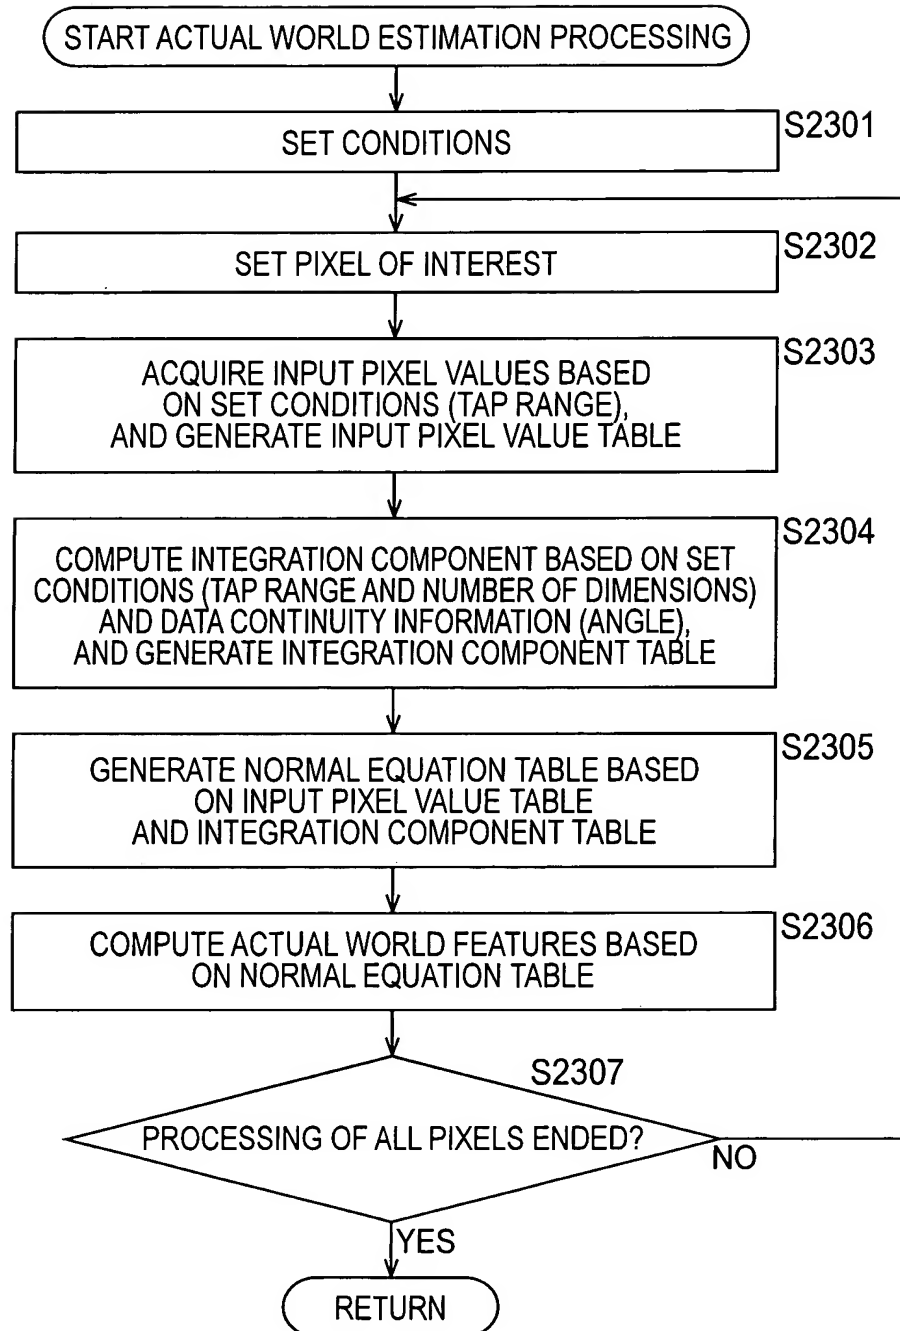 START ACTUAL WORLD ESTIMATION PROCESSING
S2301
SET CONDITIONS
S2302
SET PIXEL OF INTEREST
S2303
ACQUIRE INPUT PIXEL VALUES BASED
ON SET CONDITIONS (TAP RANGE),
AND GENERATE INPUT PIXEL VALUE TABLE
S2304
COMPUTE INTEGRATION COMPONENT BASED ON SET
CONDITIONS (TAP RANGE AND NUMBER OF DIMENSIONS)
AND DATA CONTINUITY INFORMATION (ANGLE),
AND GENERATE INTEGRATION COMPONENT TABLE
S2305
GENERATE NORMAL EQUATION TABLE BASED
ON INPUT PIXEL VALUE TABLE
AND INTEGRATION COMPONENT TABLE
S2306
COMPUTE ACTUAL WORLD FEATURES BASED
ON NORMAL EQUATION TABLE
S2307
PROCESSING OF ALL PIXELS ENDED?
NO
YES
RETURN